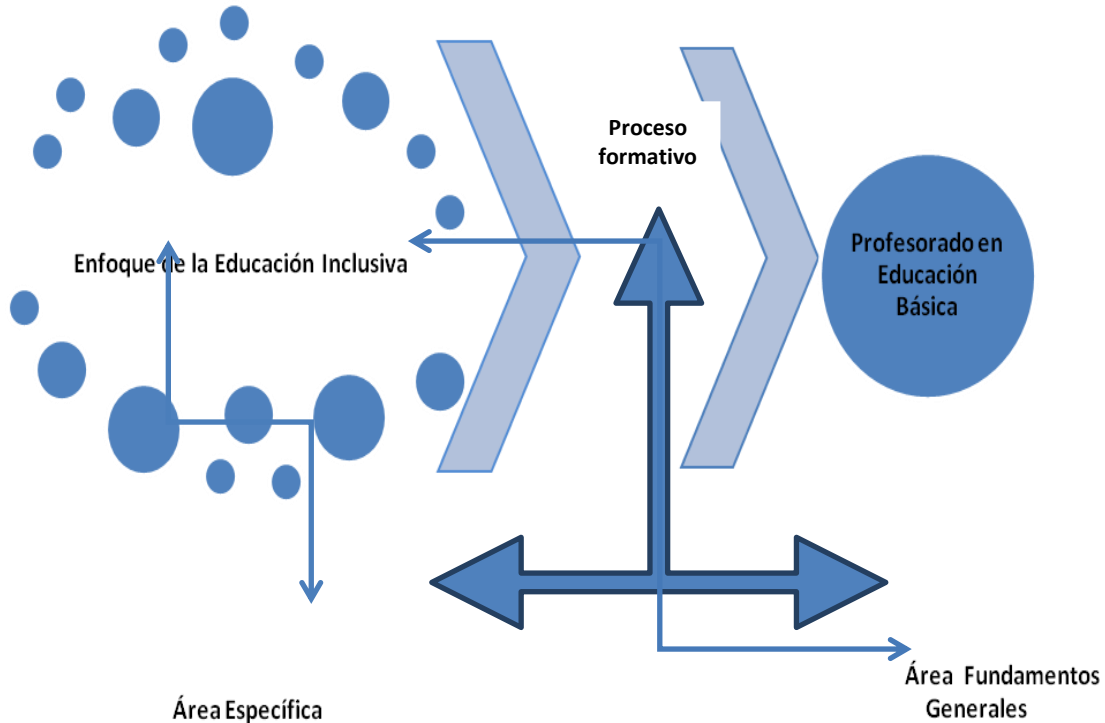 Proceso
formativo
Enfoque de la Educación Inclusiva
Profesorado en
Educación
Básica
Área Específica
Área Fundamentos
Generales